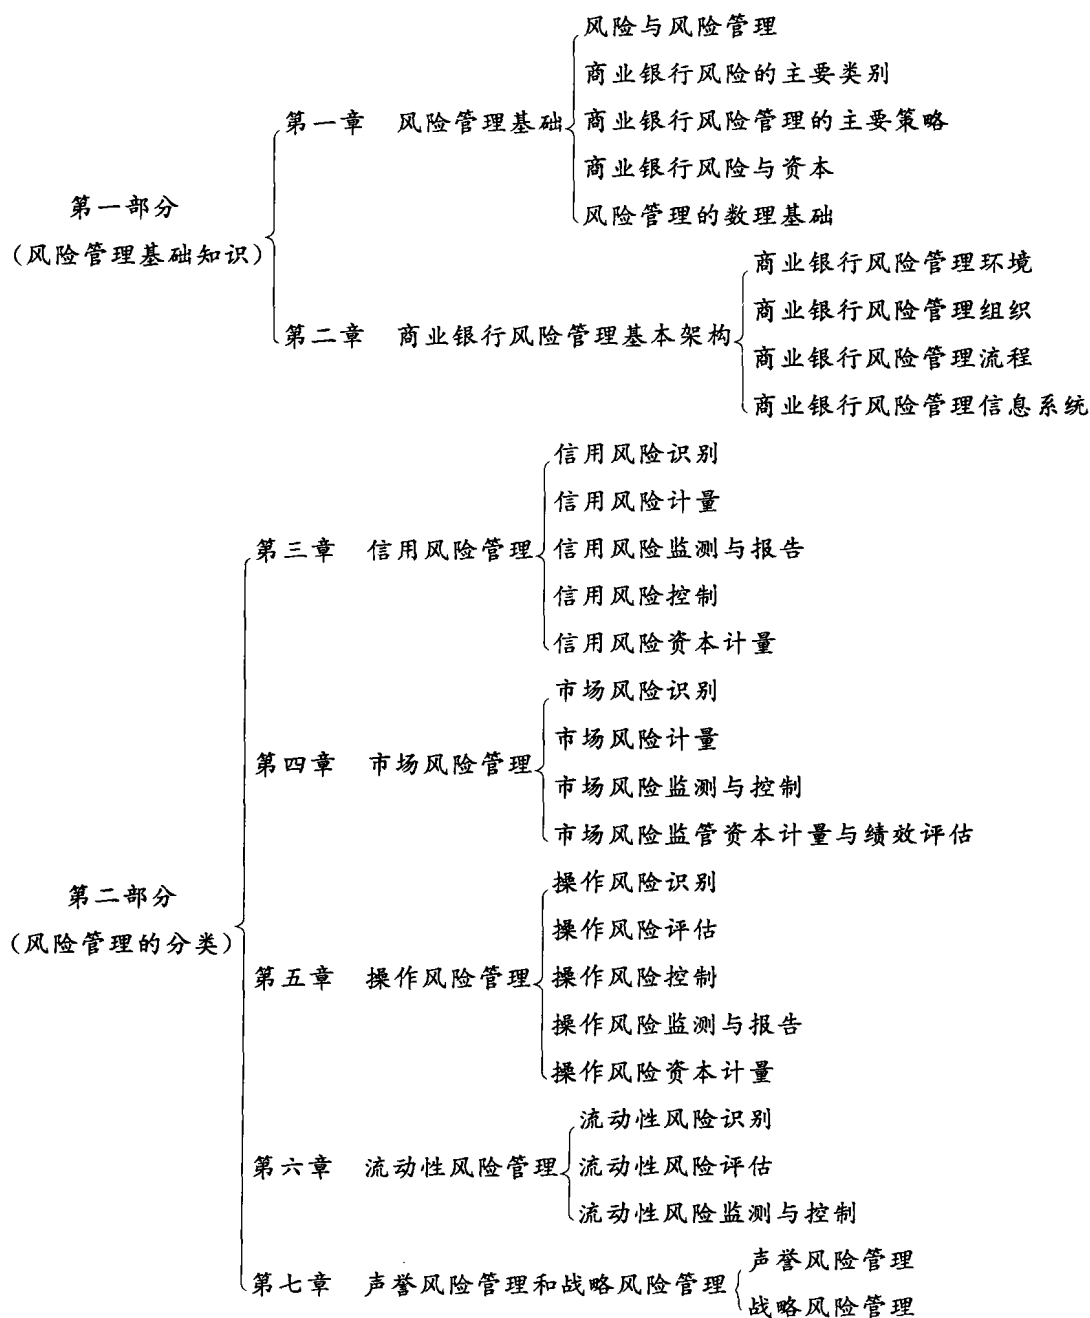 第一部分
(风险管理基础知识)
第一章 风险管理基础
风险与风险管理
商业银行风险的主要类别
商业银行风险管理的主要策略
商业银行风险与资本
风险管理的数理基础
第二章 商业银行风险管理基本架构
商业银行风险管理环境
商业银行风险管理组织
商业银行风险管理流程
商业银行风险管理信息系统
第二部分
(风险管理的分类)
第三章 信用风险管理
信用风险识别
信用风险计量
信用风险监测与报告
信用风险控制
信用风险资本计量
第四章 市场风险管理
市场风险识别
市场风险计量
市场风险监测与控制
市场风险监管资本计量与绩效评估
第五章 操作风险管理
操作风险识别
操作风险评估
操作风险控制
操作风险监测与报告
操作风险资本计量
第六章 流动性风险管理
流动性风险识别
流动性风险评估
流动性风险监测与控制
第七章 声誉风险管理和战略风险管理
声誉风险管理
战略风险管理